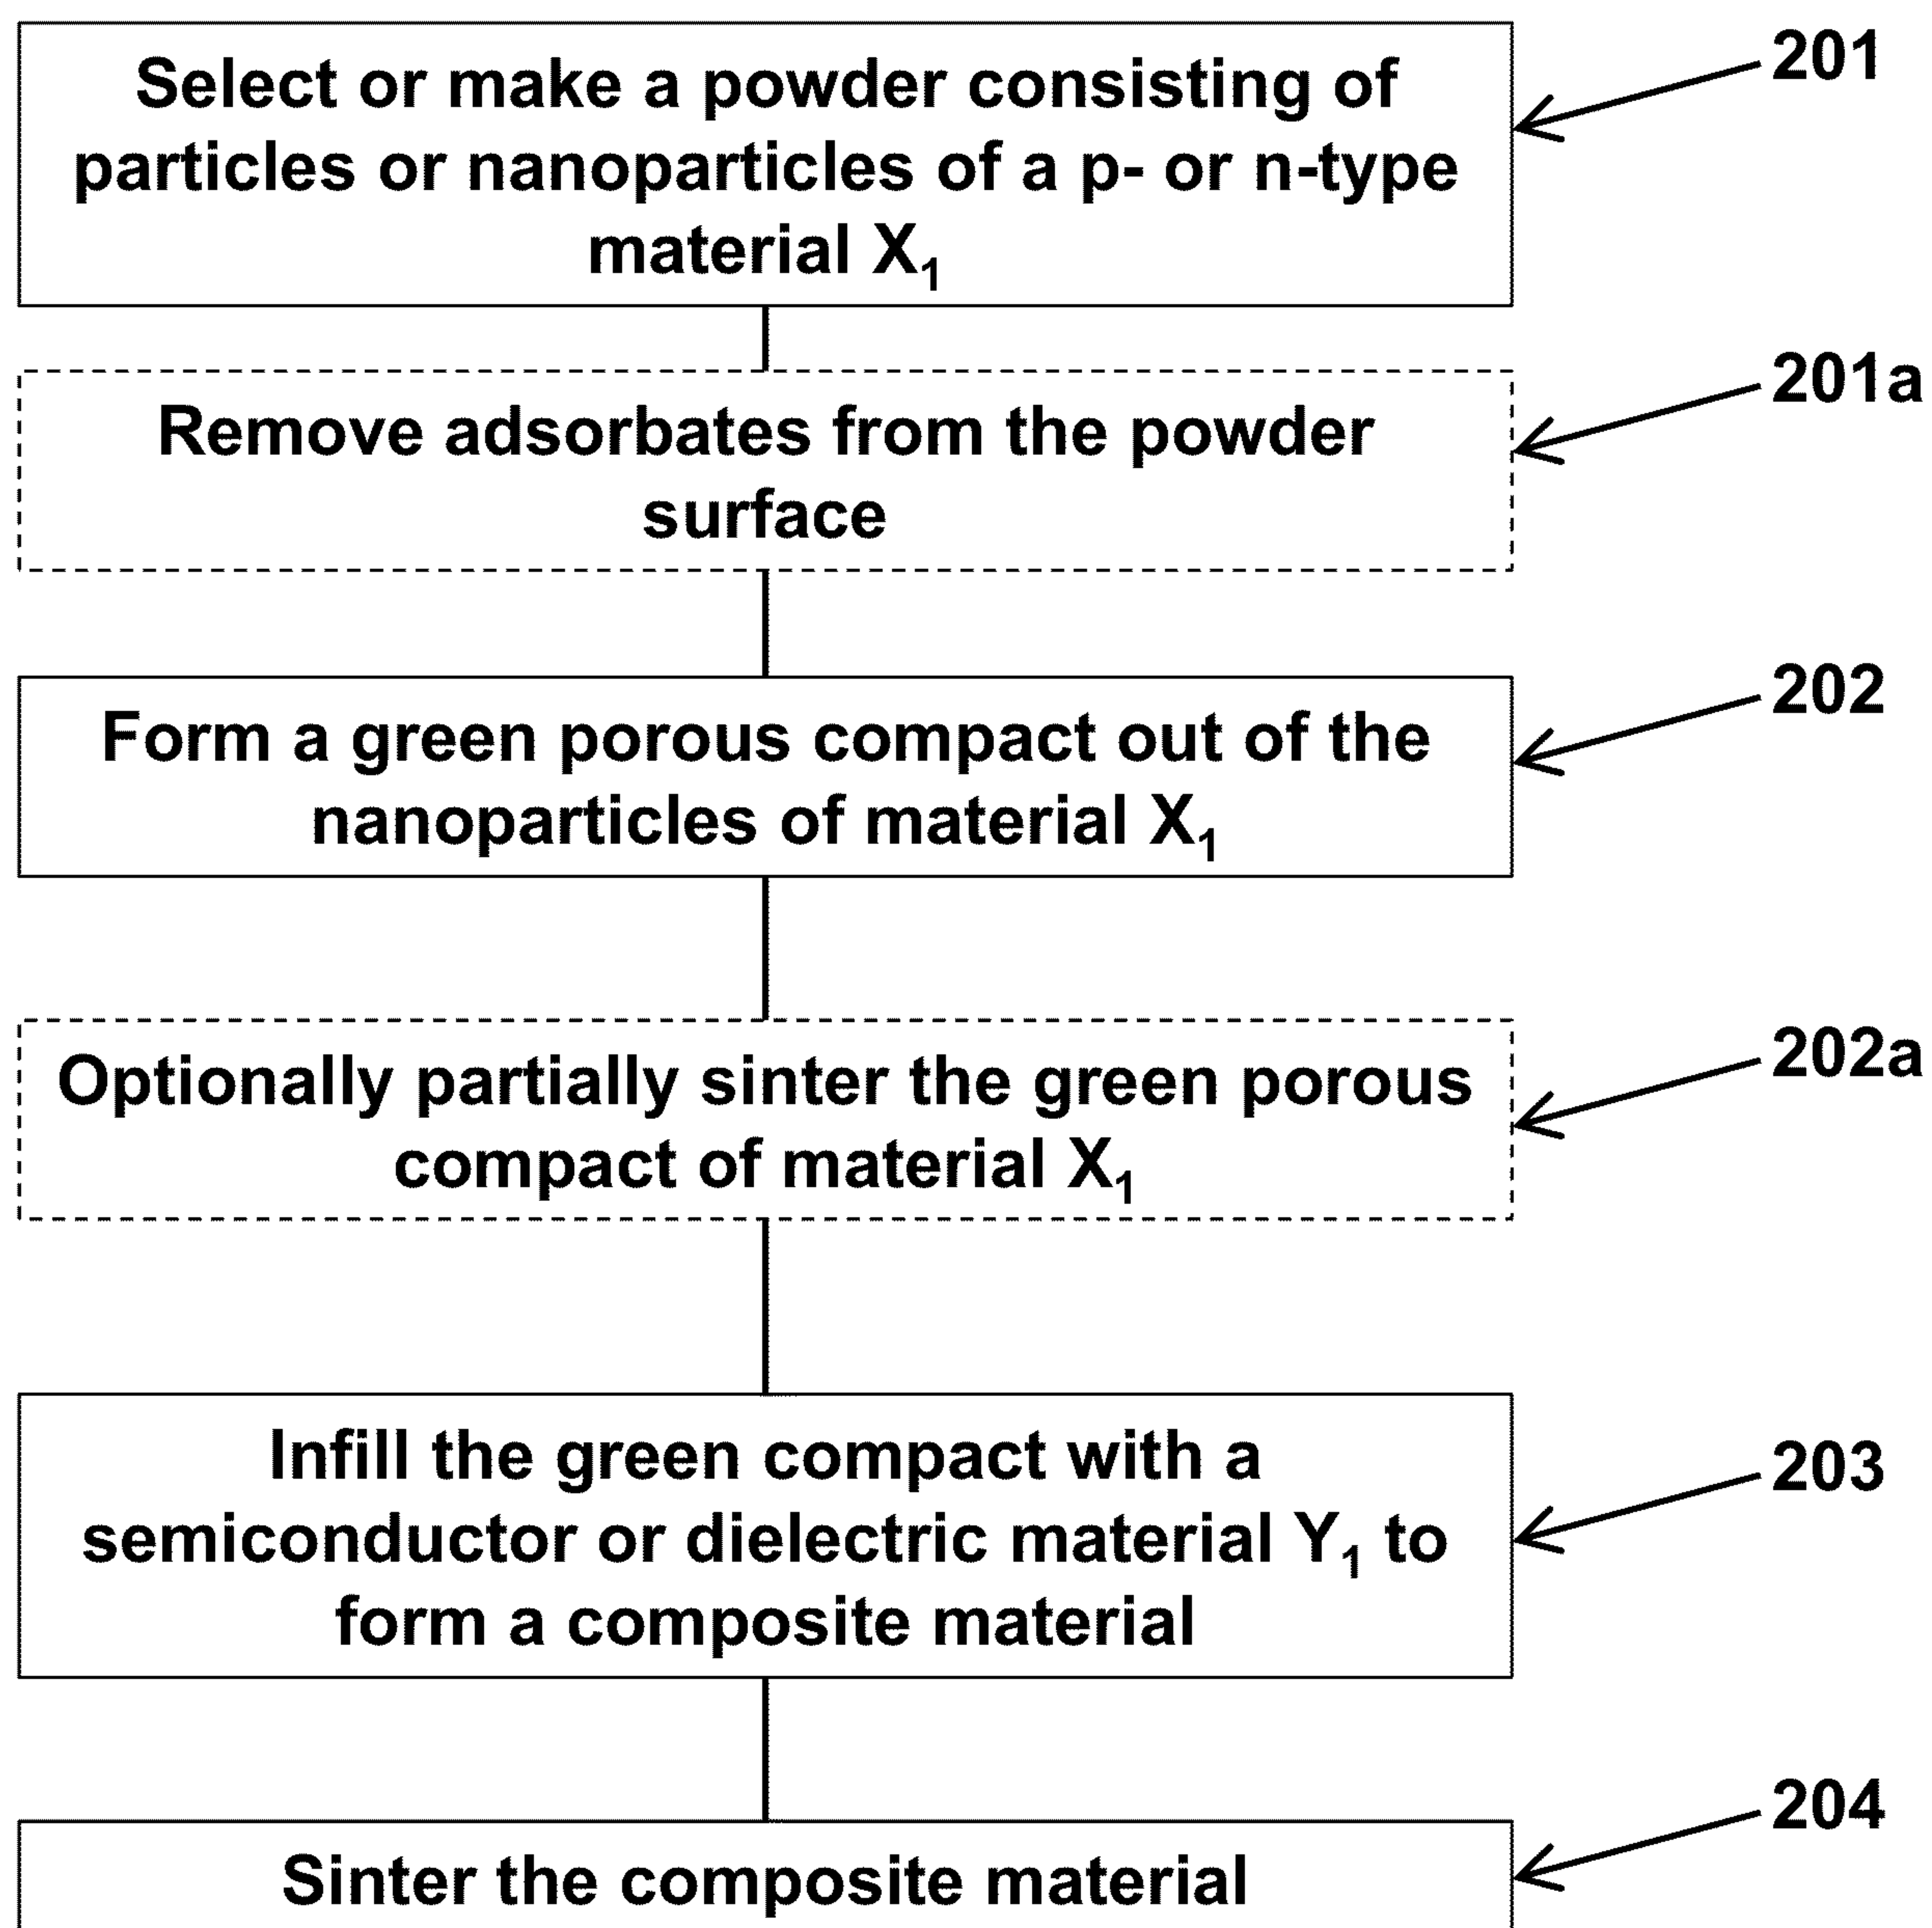 Select or make a powder consisting of
particles or nanoparticles of a p- or n-type
material X₁
201
Remove adsorbates from the powder
surface
201a
Form a green porous compact out of the
nanoparticles of material X₁
202
Optionally partially sinter the green porous
compact of material X₁
202a
Infill the green compact with a
semiconductor or dielectric material Y₁ to
form a composite material
203
Sinter the composite material
204